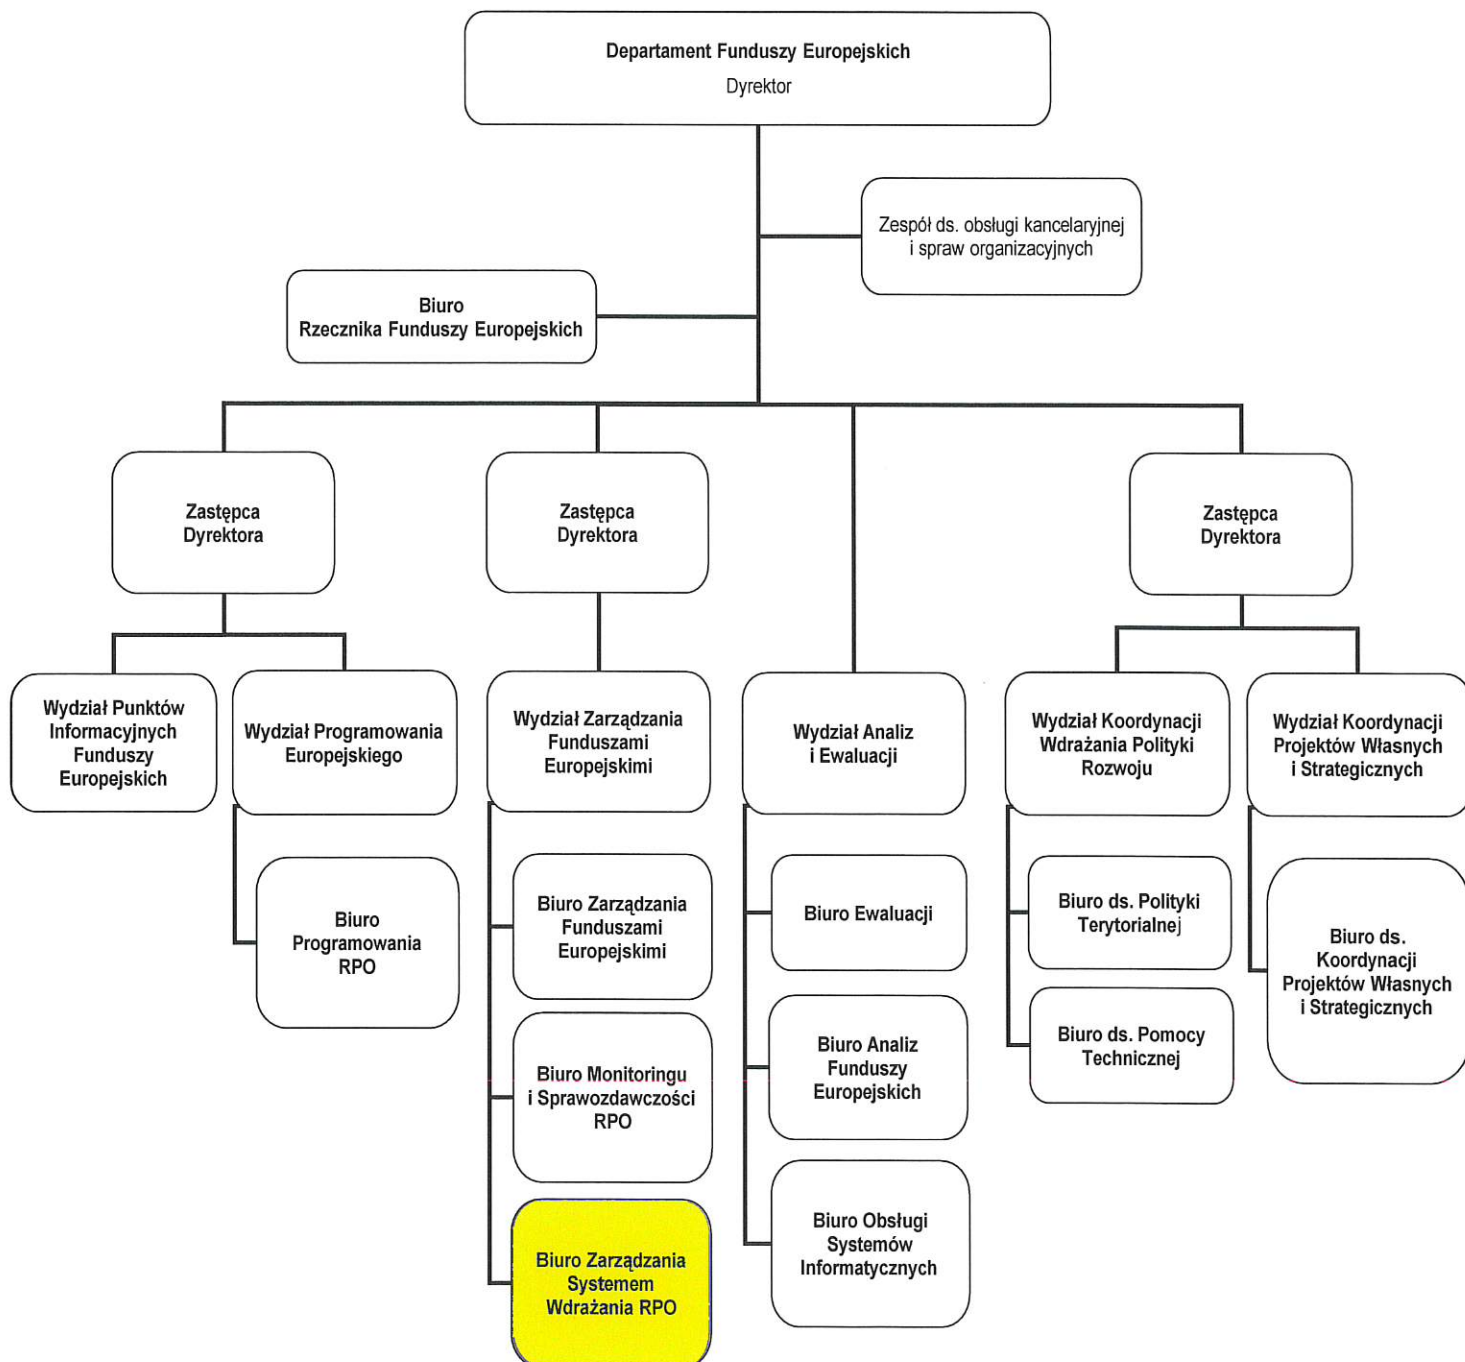 Departament Funduszy Europejskich
Dyrektor
Zespół ds. obsługi kancelaryjnej
i spraw organizacyjnych
Biuro
Rzecznika Funduszy Europejskich
Zastępca
Dyrektora
Zastępca
Dyrektora
Zastępca
Dyrektora
Wydział Punktów
Informacyjnych
Funduszy
Europejskich
Wydział Programowania
Europejskiego
Wydział Zarządzania
Funduszami
Europejskimi
Wydział Analiz
i Ewaluacji
Wydział Koordynacji
Wdrażania Polityki
Rozwoju
Wydział Koordynacji
Projektów Własnych
i Strategicznych
Biuro
Programowania
RPO
Biuro Zarządzania
Funduszami
Europejskimi
Biuro Ewaluacji
Biuro ds. Polityki
Terytorialnej
Biuro ds.
Koordynacji
Projektów Własnych
i Strategicznych
Biuro Monitoringu
i Sprawozdawczości
RPO
Biuro Analiz
Funduszy
Europejskich
Biuro ds. Pomocy
Technicznej
Biuro Zarządzania
Systemem
Wdrażania RPO
Biuro Obsługi
Systemów
Informatycznych